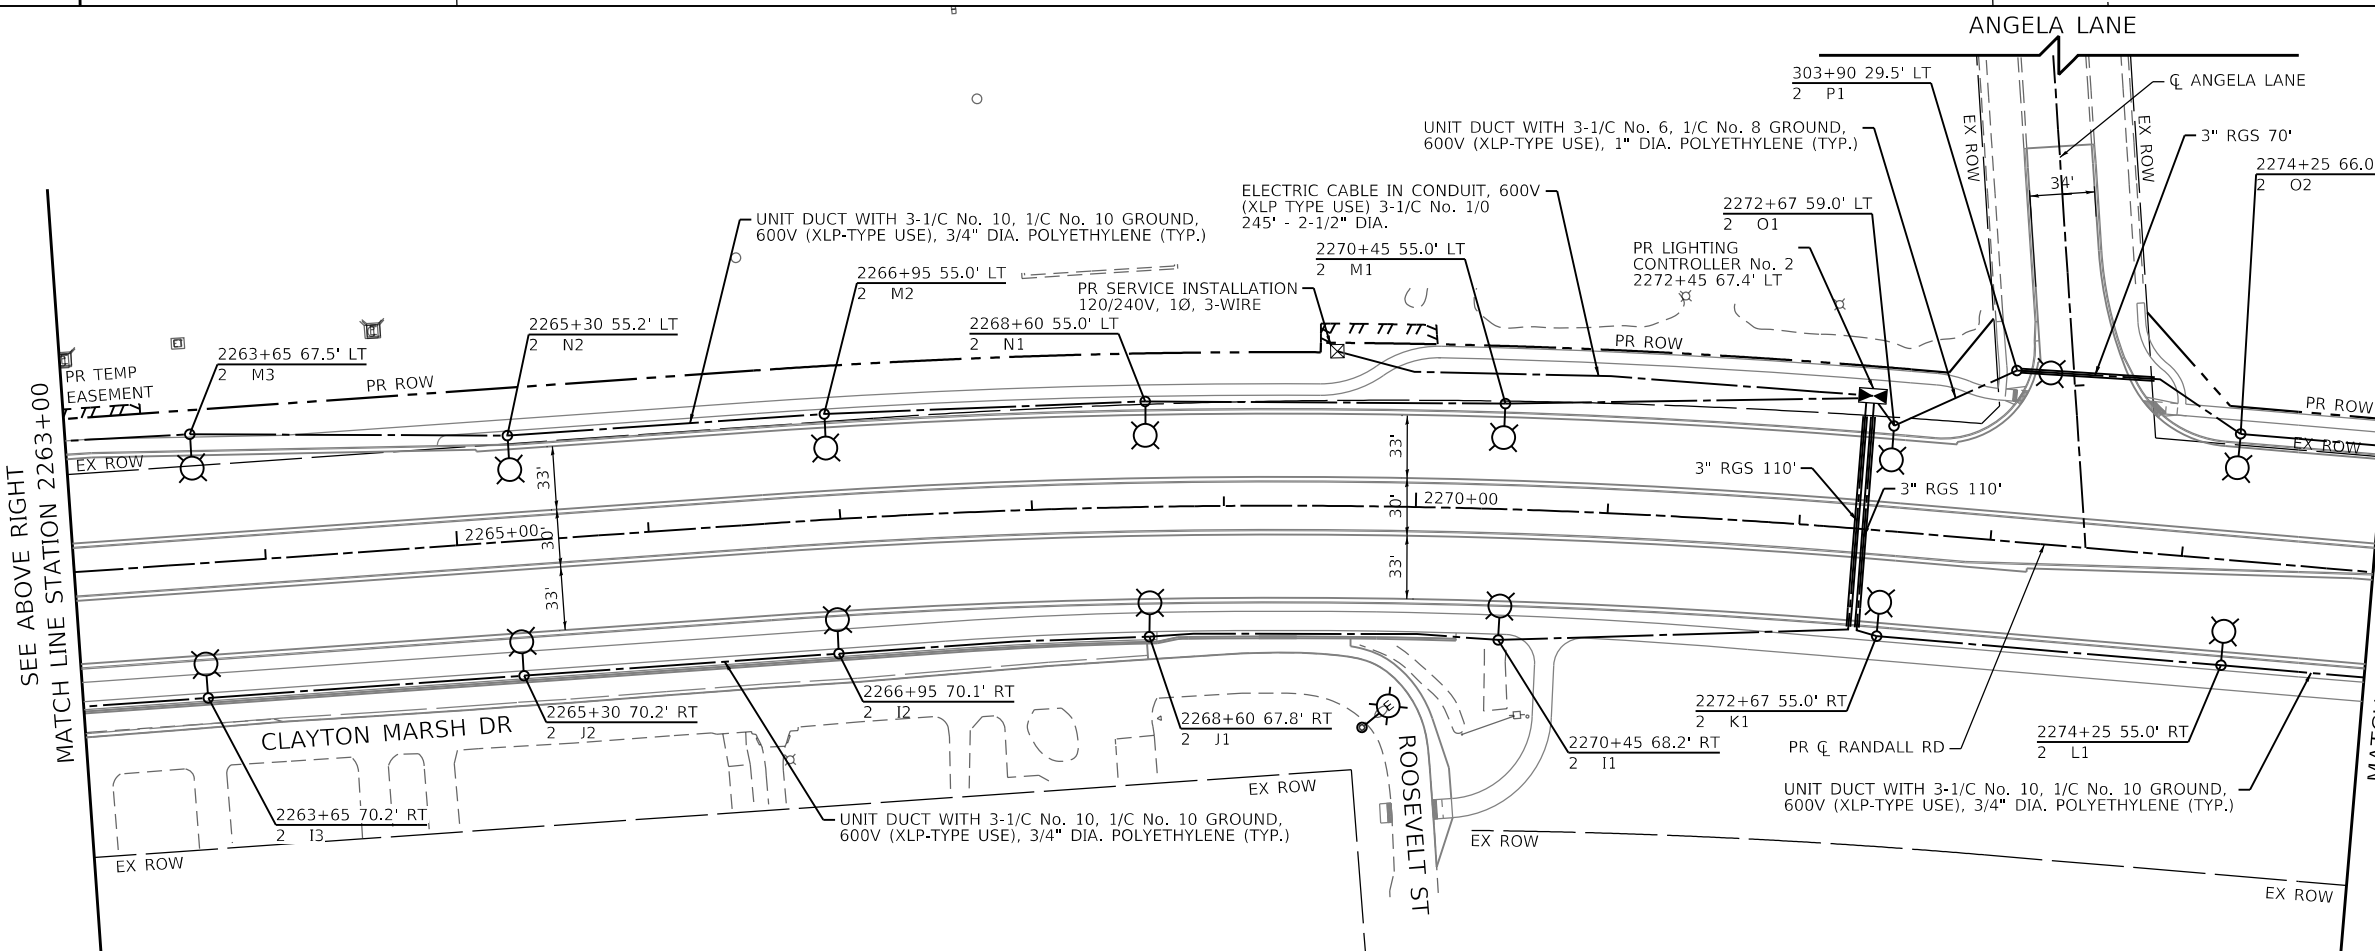 ANGELA LANE
303+90 29.5' LT
2 P1
℄ ANGELA LANE
UNIT DUCT WITH 3-1/C No. 6, 1/C No. 8 GROUND,
600V (XLP-TYPE USE), 1" DIA. POLYETHYLENE (TYP.)
EX ROW
EX ROW
3" RGS 70'
2274+25 66.0
2 O2
34'
ELECTRIC CABLE IN CONDUIT, 600V
(XLP TYPE USE) 3-1/C No. 1/0
245' - 2-1/2" DIA.
2272+67 59.0' LT
2 O1
UNIT DUCT WITH 3-1/C No. 10, 1/C No. 10 GROUND,
600V (XLP-TYPE USE), 3/4" DIA. POLYETHYLENE (TYP.)
2270+45 55.0' LT
2 M1
PR LIGHTING
CONTROLLER No. 2
2272+45 67.4' LT
2266+95 55.0' LT
2 M2
PR SERVICE INSTALLATION
120/240V, 1Ø, 3-WIRE
2265+30 55.2' LT
2 N2
2268+60 55.0' LT
2 N1
2263+65 67.5' LT
2 M3
PR ROW
PR TEMP
EASEMENT
PR ROW
PR ROW
EX ROW
EX ROW
SEE ABOVE RIGHT
MATCH LINE STATION 2263+00
33'
30'
33'
33'
30'
33'
2265+00
2270+00
3" RGS 110'
3" RGS 110'
2266+95 70.1' RT
2 I2
2265+30 70.2' RT
2 J2
2268+60 67.8' RT
2 J1
2270+45 68.2' RT
2 I1
2272+67 55.0' RT
2 K1
2274+25 55.0' RT
2 L1
PR ℄ RANDALL RD
CLAYTON MARSH DR
E
ROOSEVELT ST
2263+65 70.2' RT
2 I3
UNIT DUCT WITH 3-1/C No. 10, 1/C No. 10 GROUND,
600V (XLP-TYPE USE), 3/4" DIA. POLYETHYLENE (TYP.)
UNIT DUCT WITH 3-1/C No. 10, 1/C No. 10 GROUND,
600V (XLP-TYPE USE), 3/4" DIA. POLYETHYLENE (TYP.)
EX ROW
EX ROW
EX ROW
EX ROW